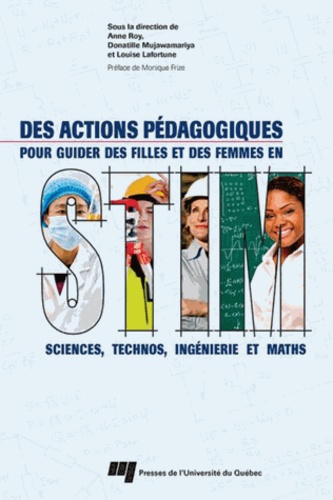 Sous la direction de
Anne Roy,
Donatille Mujawamariya
et Louise Lafortune
Préface de Monique Frize
DES ACTIONS PÉDAGOGIQUES
POUR GUIDER DES FILLES ET DES FEMMES EN
STIM
SCIENCES, TECHNOS, INGÉNIERIE ET MATHS
Presses de l'Université du Québec